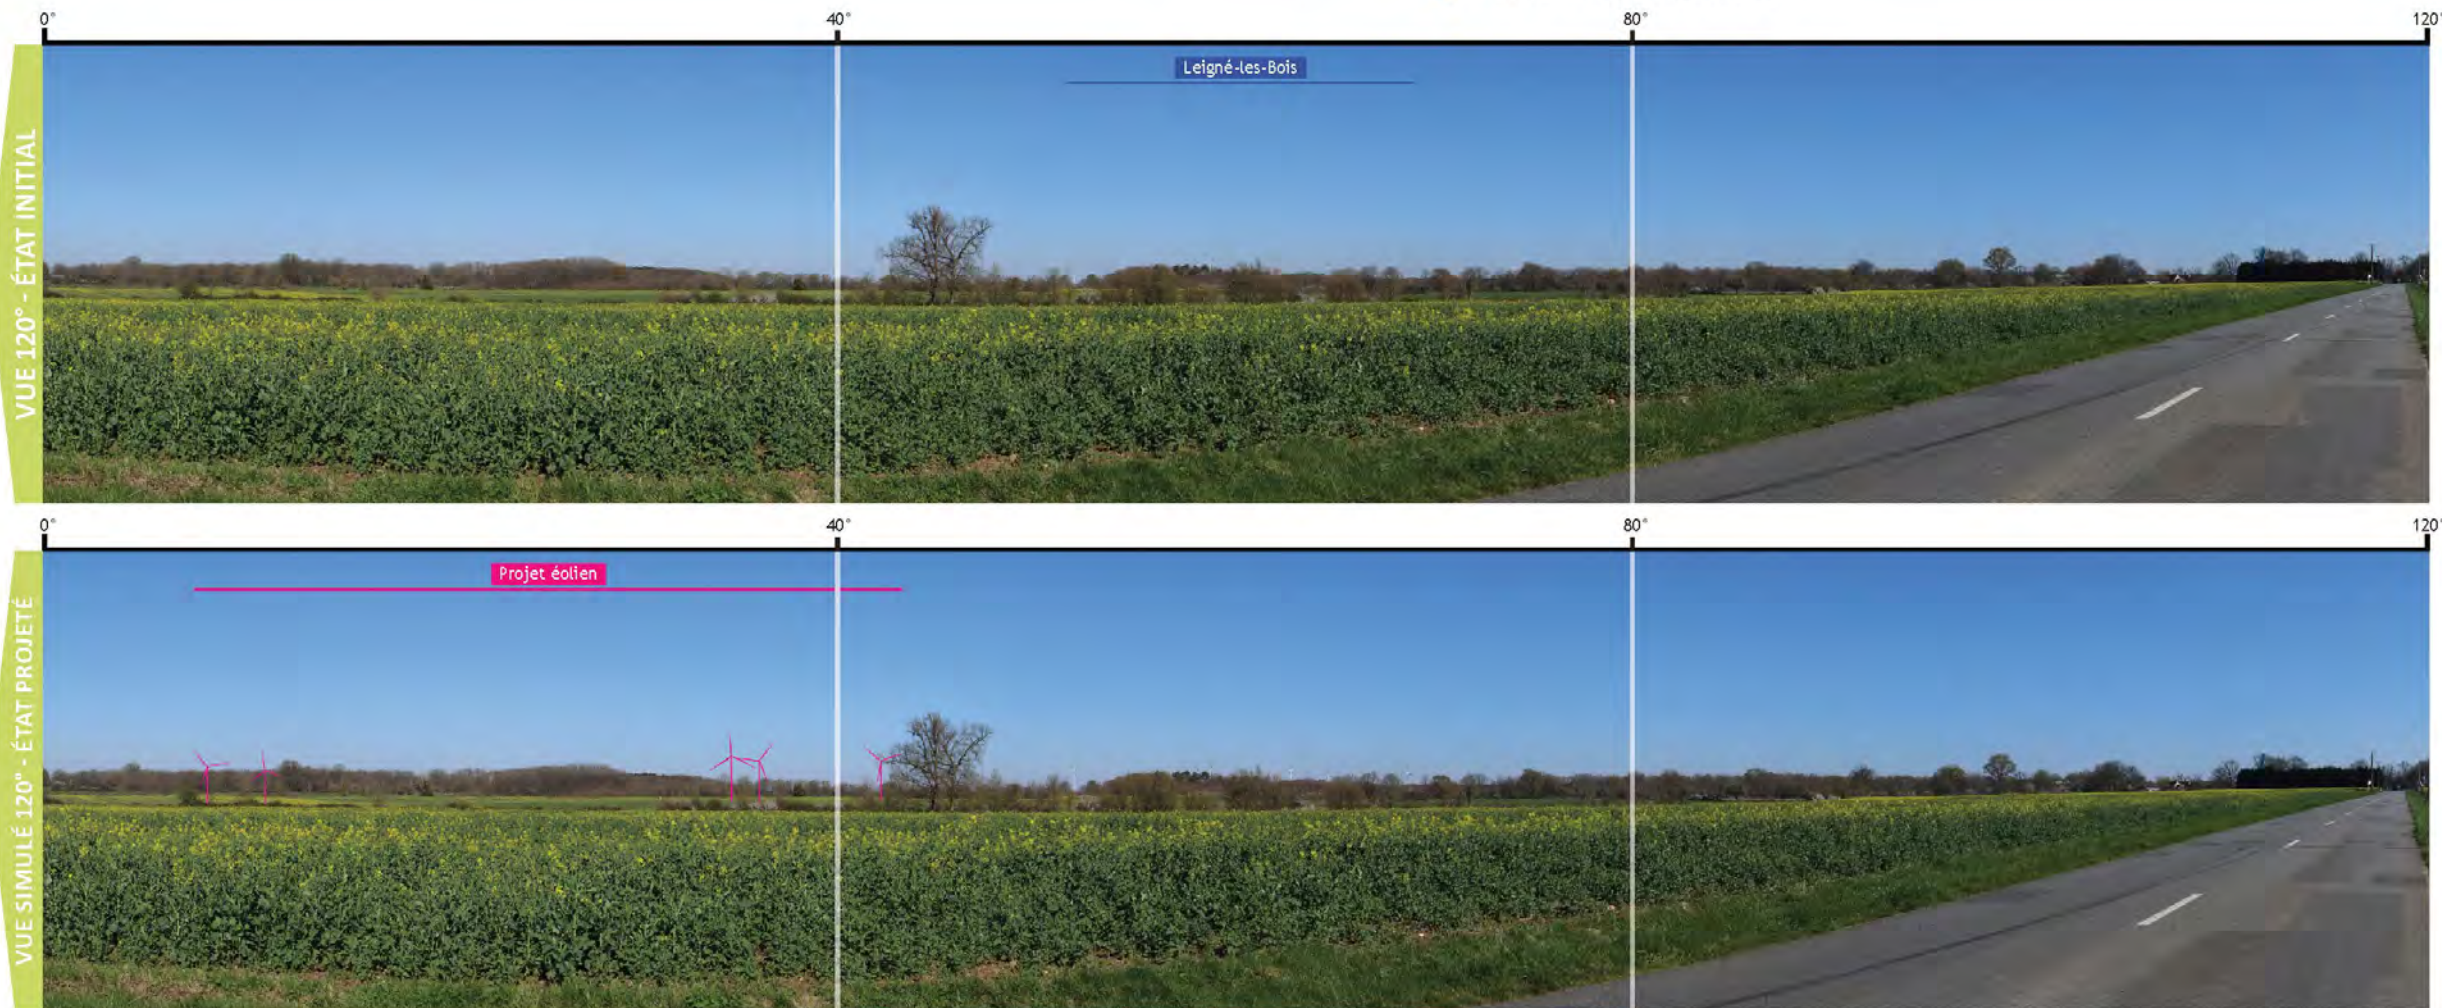 0°
40°
80°
120°
Leigné-les-Bois
VUE 120° - ÉTAT INITIAL
0°
40°
80°
120°
Projet éolien
VUE SIMULÉ 120° - ÉTAT PROJETÉ